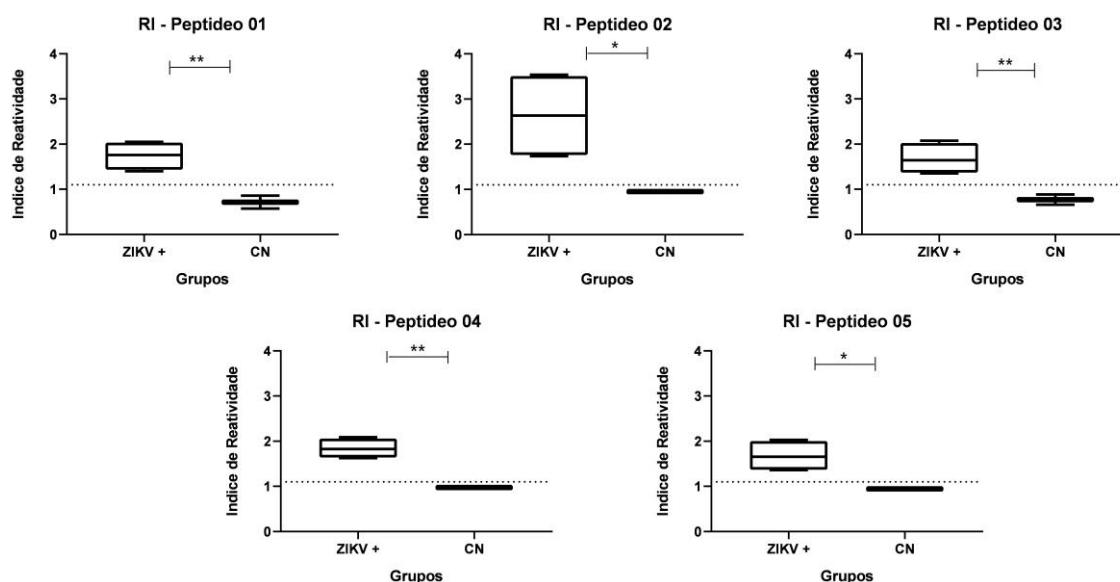 RI - Peptideo 01
Indice de Reatividade
4
3
2
1
0
**
ZIKV +
CN
Grupos
RI - Peptideo 02
Indice de Reatividade
4
3
2
1
0
*
ZIKV +
CN
Grupos
RI - Peptideo 03
Indice de Reatividade
4
3
2
1
0
**
ZIKV +
CN
Grupos
RI - Peptideo 04
Indice de Reatividade
4
3
2
1
0
**
ZIKV +
CN
Grupos
RI - Peptideo 05
Indice de Reatividade
4
3
2
1
0
*
ZIKV +
CN
Grupos